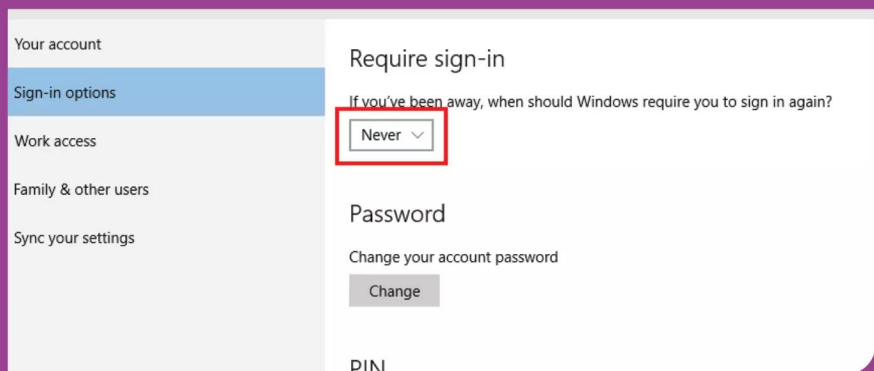 Your account
Sign-in options
Work access
Family & other users
Sync your settings
Require sign-in
If you've been away, when should Windows require you to sign in again?
Never
Password
Change your account password
Change
PIN